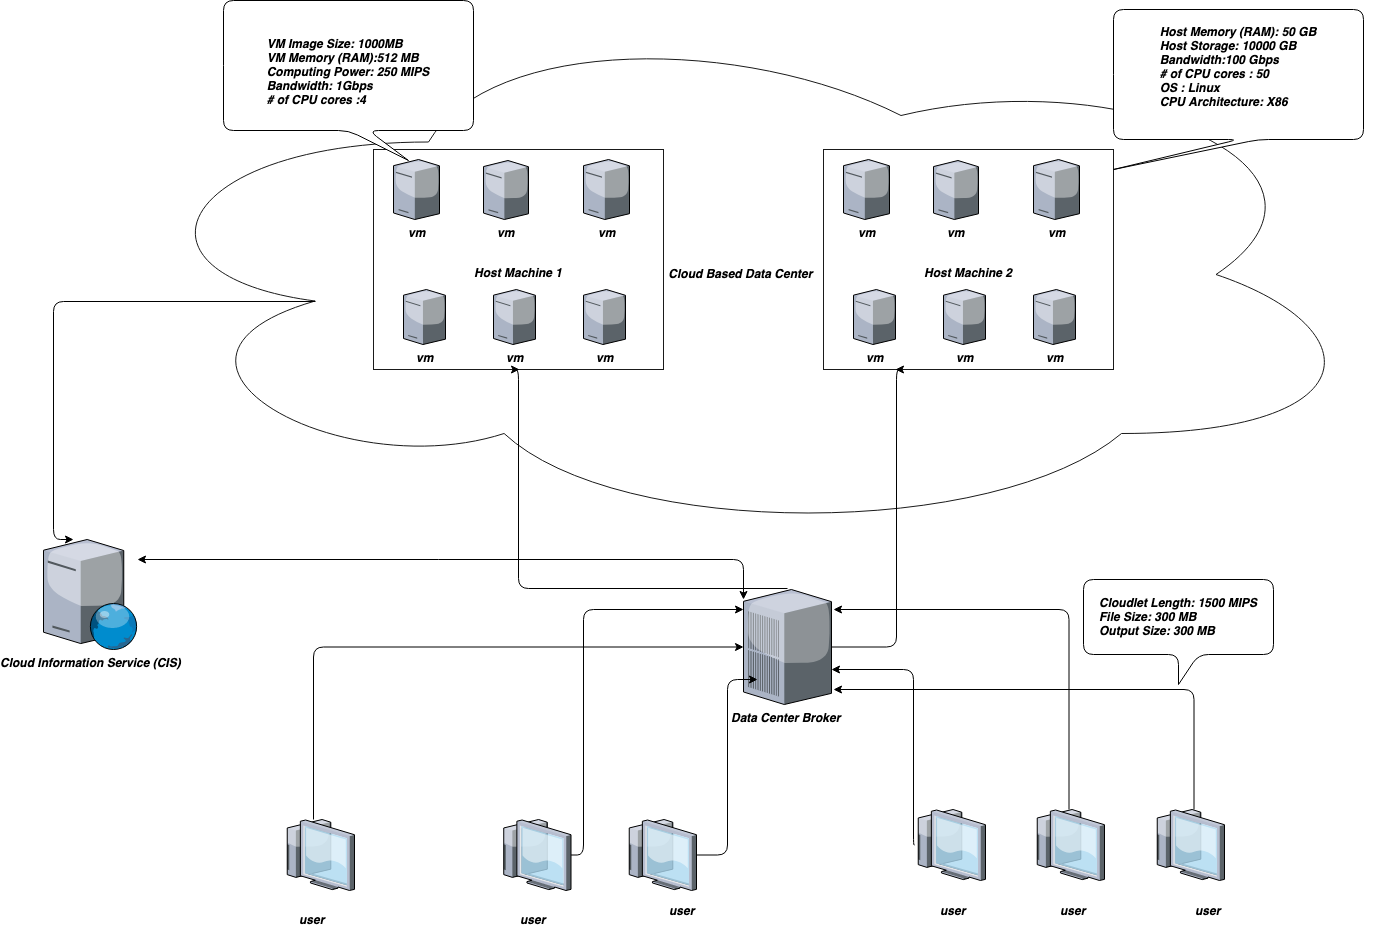 VM Image Size: 1000MB
VM Memory (RAM):512 MB
Computing Power: 250 MIPS
Bandwidth: 1Gbps
# of CPU cores :4
Host Memory (RAM): 50 GB
Host Storage: 10000 GB
Bandwidth:100 Gbps
# of CPU cores : 50
OS : Linux
CPU Architecture: X86
vm
vm
vm
Host Machine 1
vm
vm
vm
Cloud Based Data Center
vm
vm
vm
Host Machine 2
vm
vm
vm
Cloud Information Service (CIS)
Data Center Broker
Cloudlet Length: 1500 MIPS
File Size: 300 MB
Output Size: 300 MB
user
user
user
user
user
user